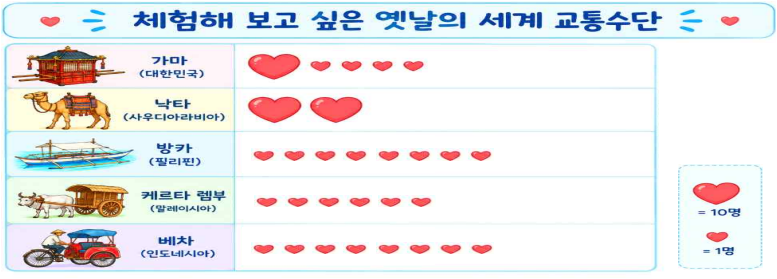 체험해 보고 싶은 옛날의 세계 교통수단
가마
(대한민국)
낙타
(사우디아라비아)
방카
(필리핀)
케르타 렘부
(말레이시아)
베차
(인도네시아)
= 10명
= 1명